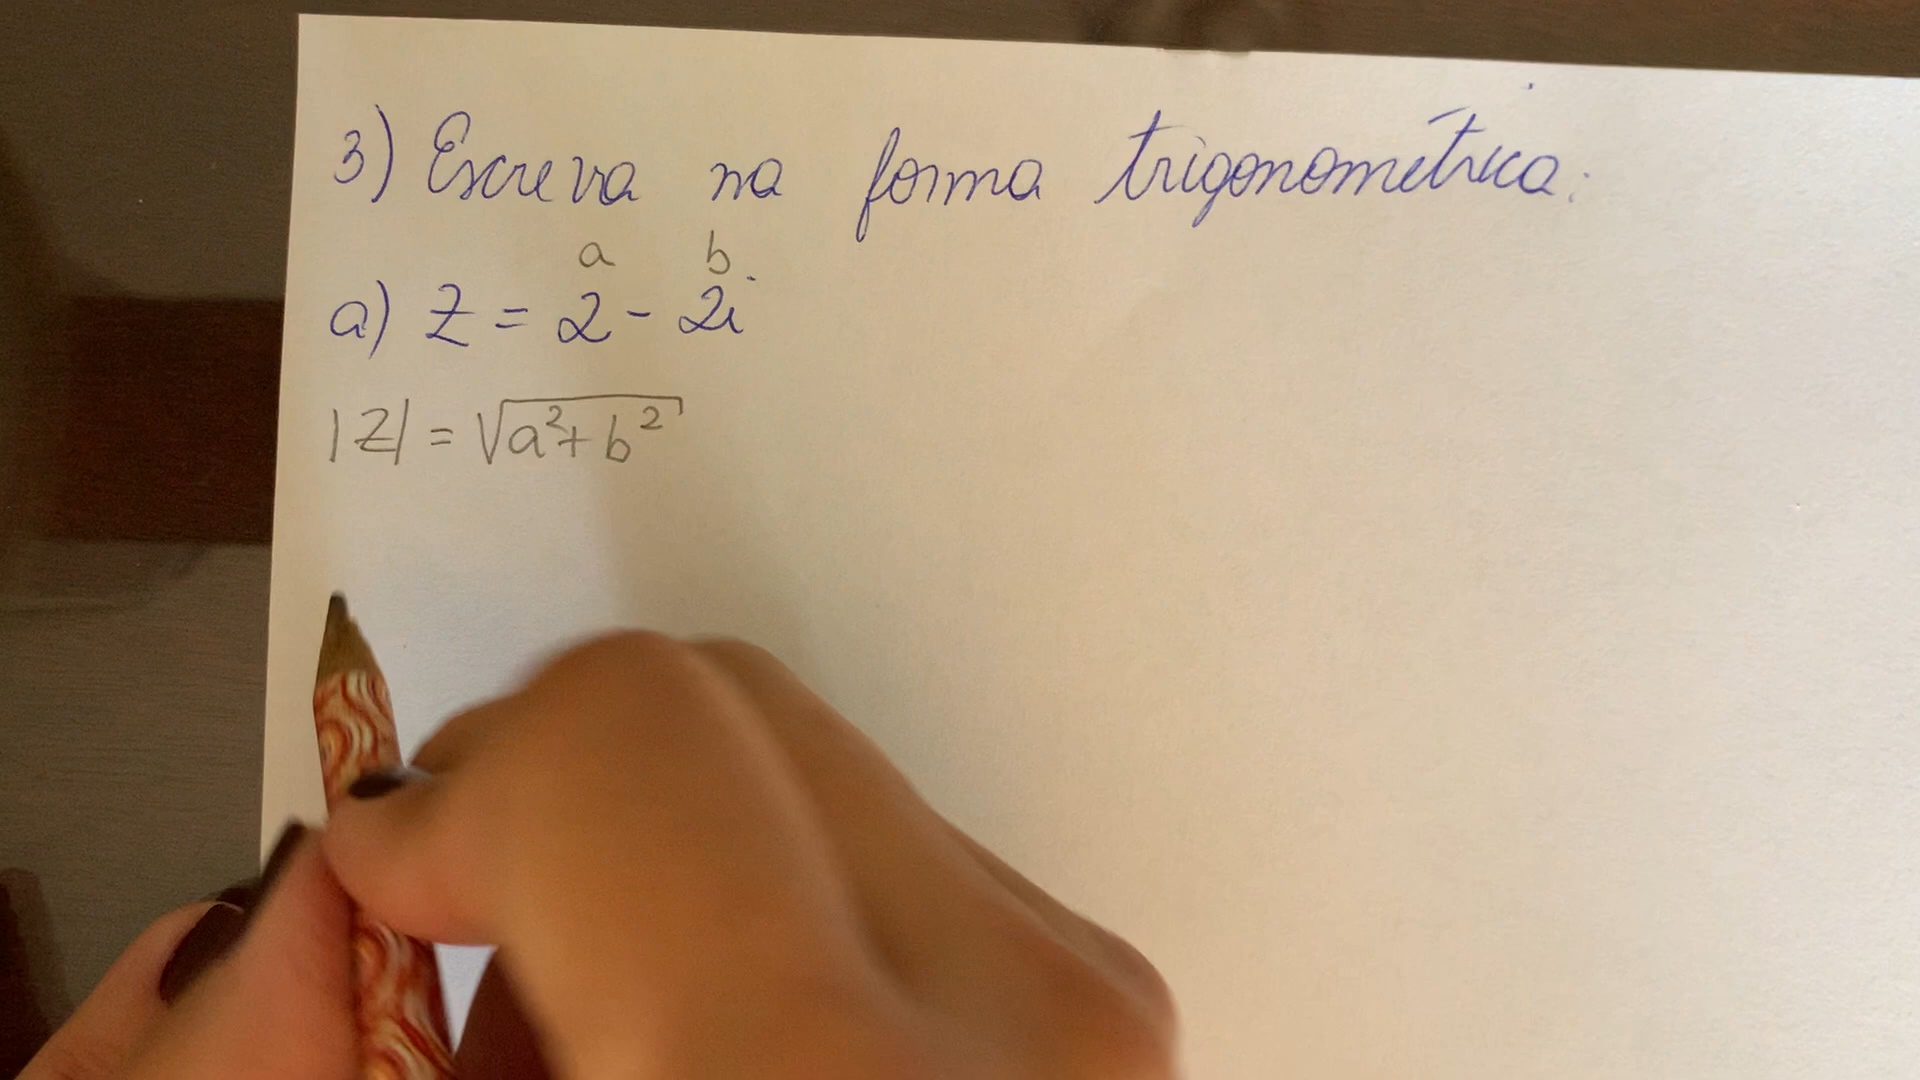 3) Escreva na forma trigonométrica:
a b
a) Z = 2 - 2i
|Z| = √a²+b²